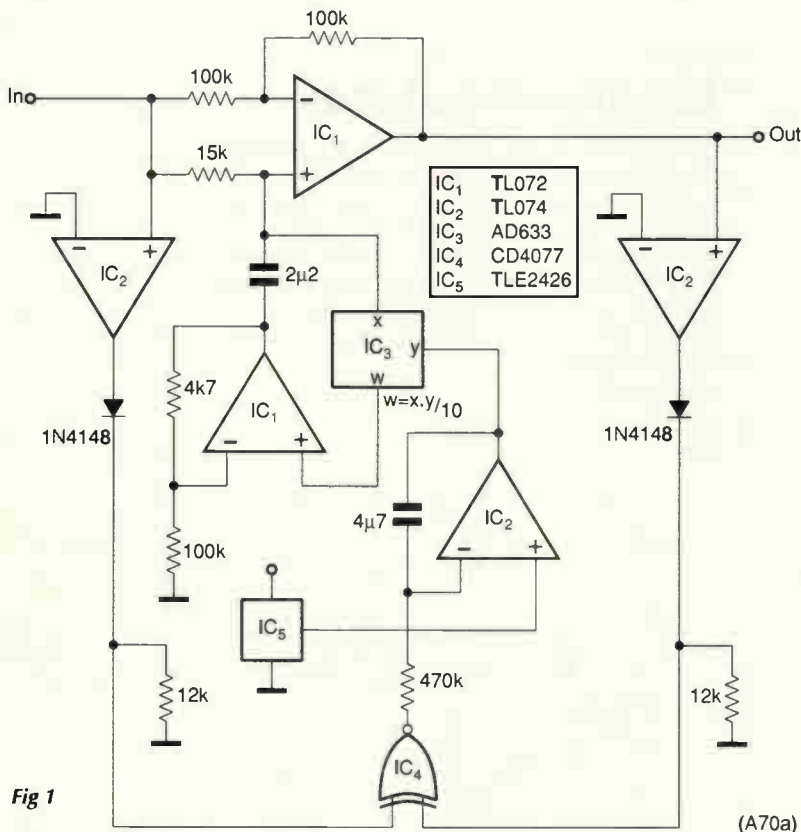 100k
In
100k
−
IC1
+
Out
15k
IC1 TL072
IC2 TL074
IC3 AD633
IC4 CD4077
IC5 TLE2426
− +
IC2
− +
IC2
2µ2
x
IC3 y
w
w=x.y/10
4k7
IC1
− +
1N4148
1N4148
4µ7
IC2
− +
100k
IC5
470k
12k
12k
IC4
Fig 1
(A70a)